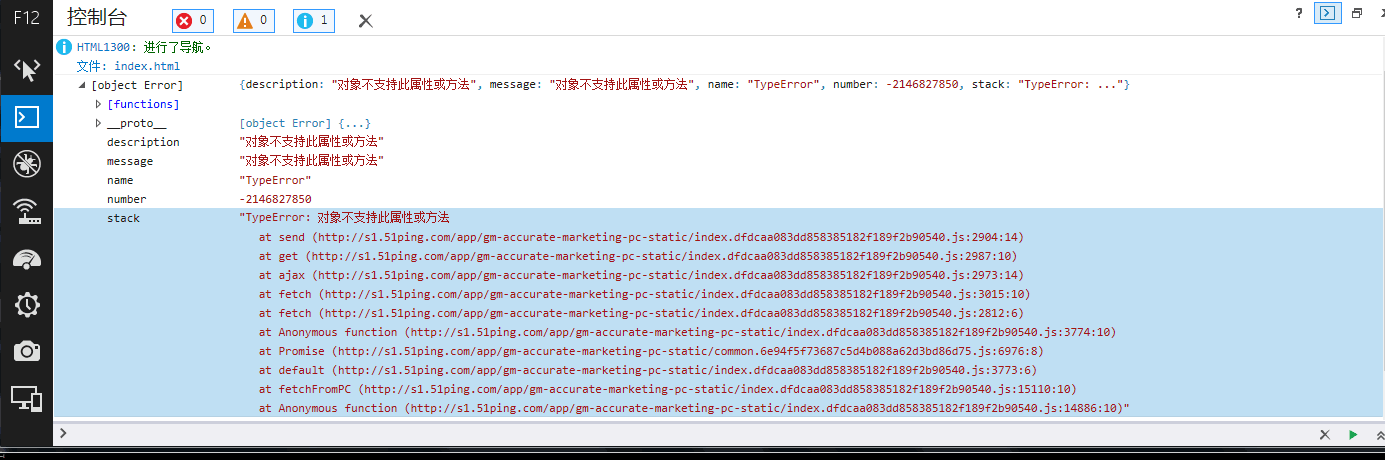 F12 控制台 0 0 1 ?
HTML1300: 进行了导航。
文件: index.html
[object Error] {description: "对象不支持此属性或方法", message: "对象不支持此属性或方法", name: "TypeError", number: -2146827850, stack: "TypeError: ..."}
[functions]
__proto__ [object Error] {...}
description "对象不支持此属性或方法"
message "对象不支持此属性或方法"
name "TypeError"
number -2146827850
stack "TypeError: 对象不支持此属性或方法
at send (http://s1.51ping.com/app/gm-accurate-marketing-pc-static/index.dfdcaa083dd858385182f189f2b90540.js:2904:14)
at get (http://s1.51ping.com/app/gm-accurate-marketing-pc-static/index.dfdcaa083dd858385182f189f2b90540.js:2987:10)
at ajax (http://s1.51ping.com/app/gm-accurate-marketing-pc-static/index.dfdcaa083dd858385182f189f2b90540.js:2973:14)
at fetch (http://s1.51ping.com/app/gm-accurate-marketing-pc-static/index.dfdcaa083dd858385182f189f2b90540.js:3015:10)
at fetch (http://s1.51ping.com/app/gm-accurate-marketing-pc-static/index.dfdcaa083dd858385182f189f2b90540.js:2812:6)
at Anonymous function (http://s1.51ping.com/app/gm-accurate-marketing-pc-static/index.dfdcaa083dd858385182f189f2b90540.js:3774:10)
at Promise (http://s1.51ping.com/app/gm-accurate-marketing-pc-static/common.6e94f5f73687c5d4b088a62d3bd86d75.js:6976:8)
at default (http://s1.51ping.com/app/gm-accurate-marketing-pc-static/index.dfdcaa083dd858385182f189f2b90540.js:3773:6)
at fetchFromPC (http://s1.51ping.com/app/gm-accurate-marketing-pc-static/index.dfdcaa083dd858385182f189f2b90540.js:15110:10)
at Anonymous function (http://s1.51ping.com/app/gm-accurate-marketing-pc-static/index.dfdcaa083dd858385182f189f2b90540.js:14886:10)"